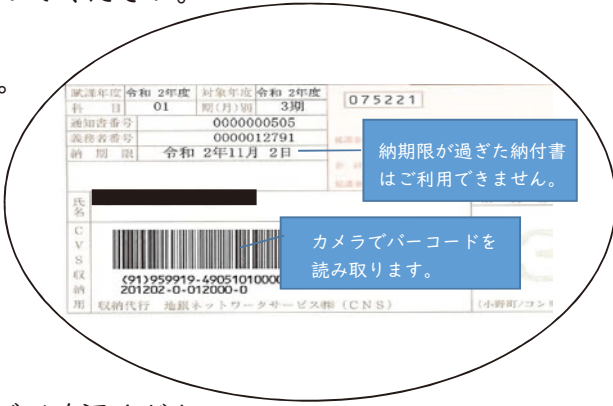 。
賦課年度 令和 2年度 対象年度 令和 2年度
科 目 01 期(月)別 3期
075221
通知書番号 0000000505
義務者番号 0000012791
納 期 限 令和 2年11月 2日
納期限が過ぎた納付書
はご利用できません。
氏名
CVS収納用
カメラでバーコードを
読み取ります。
(91)959919-4905101000
201202-0-012000-0
収納代行 地銀ネットワークサービス㈱ (CNS)
(小野町/コンリ